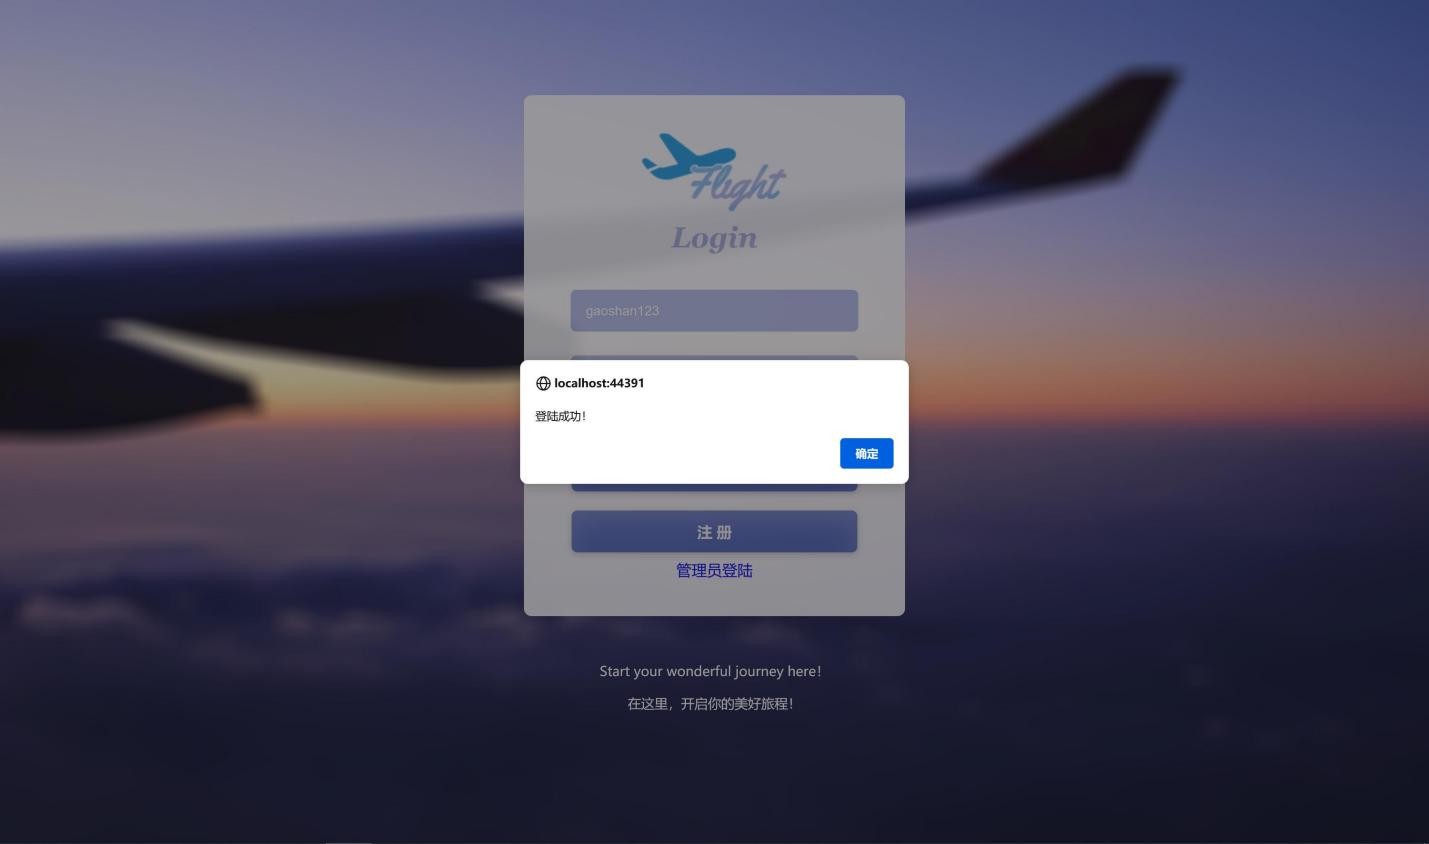 Flight
Login
gaoshan123
localhost:44391
登陆成功！
确定
注 册
管理员登陆
Start your wonderful journey here！
在这里，开启你的美好旅程！